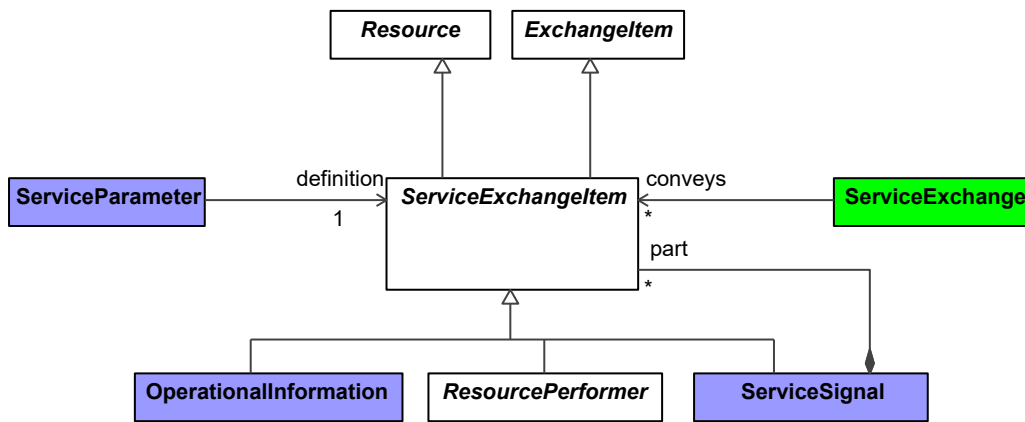 Resource
ExchangeItem
definition
conveys
ServiceParameter
ServiceExchangeItem
ServiceExchange
1
*
part
*
OperationalInformation
ResourcePerformer
ServiceSignal